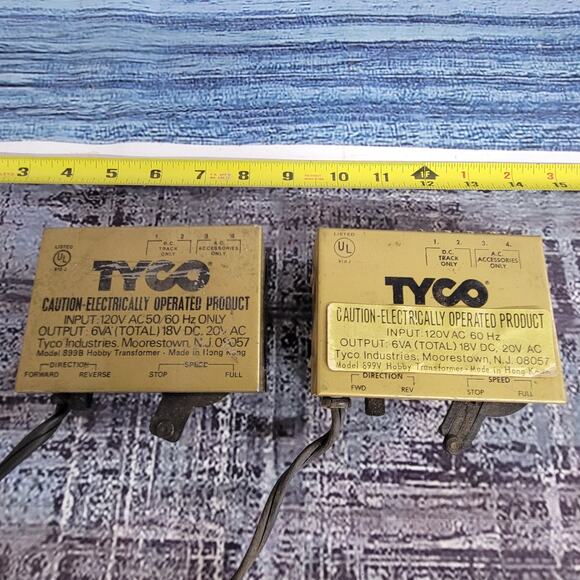 3 4 5 6 7 8 9 10 11 1F 12 1 13 2 14 3 15
LISTED
UL
1. 2. 3. 4.
D.C. TRACK ONLY
A.C. ACCESSORIES ONLY
TYCO
CAUTION-ELECTRICALLY OPERATED PRODUCT
INPUT: 120V AC 50/60 Hz ONLY
OUTPUT: 6VA (TOTAL) 18V DC, 20V AC
Tyco Industries, Moorestown, N.J. 08057
Model 899B Hobby Transformer - Made in Hong Kong
DIRECTION SPEED
FORWARD REVERSE STOP FULL
LISTED
UL
1. 2. 3. 4.
D.C. TRACK ONLY
A.C. ACCESSORIES ONLY
TYCO
CAUTION-ELECTRICALLY OPERATED PRODUCT
INPUT: 120V AC 60 Hz
OUTPUT: 6VA (TOTAL) 18V DC, 20V AC
Tyco Industries, Moorestown, N.J. 08057
Model 899V Hobby Transformer - Made in Hong
DIRECTION SPEED
FWD REV STOP FULL